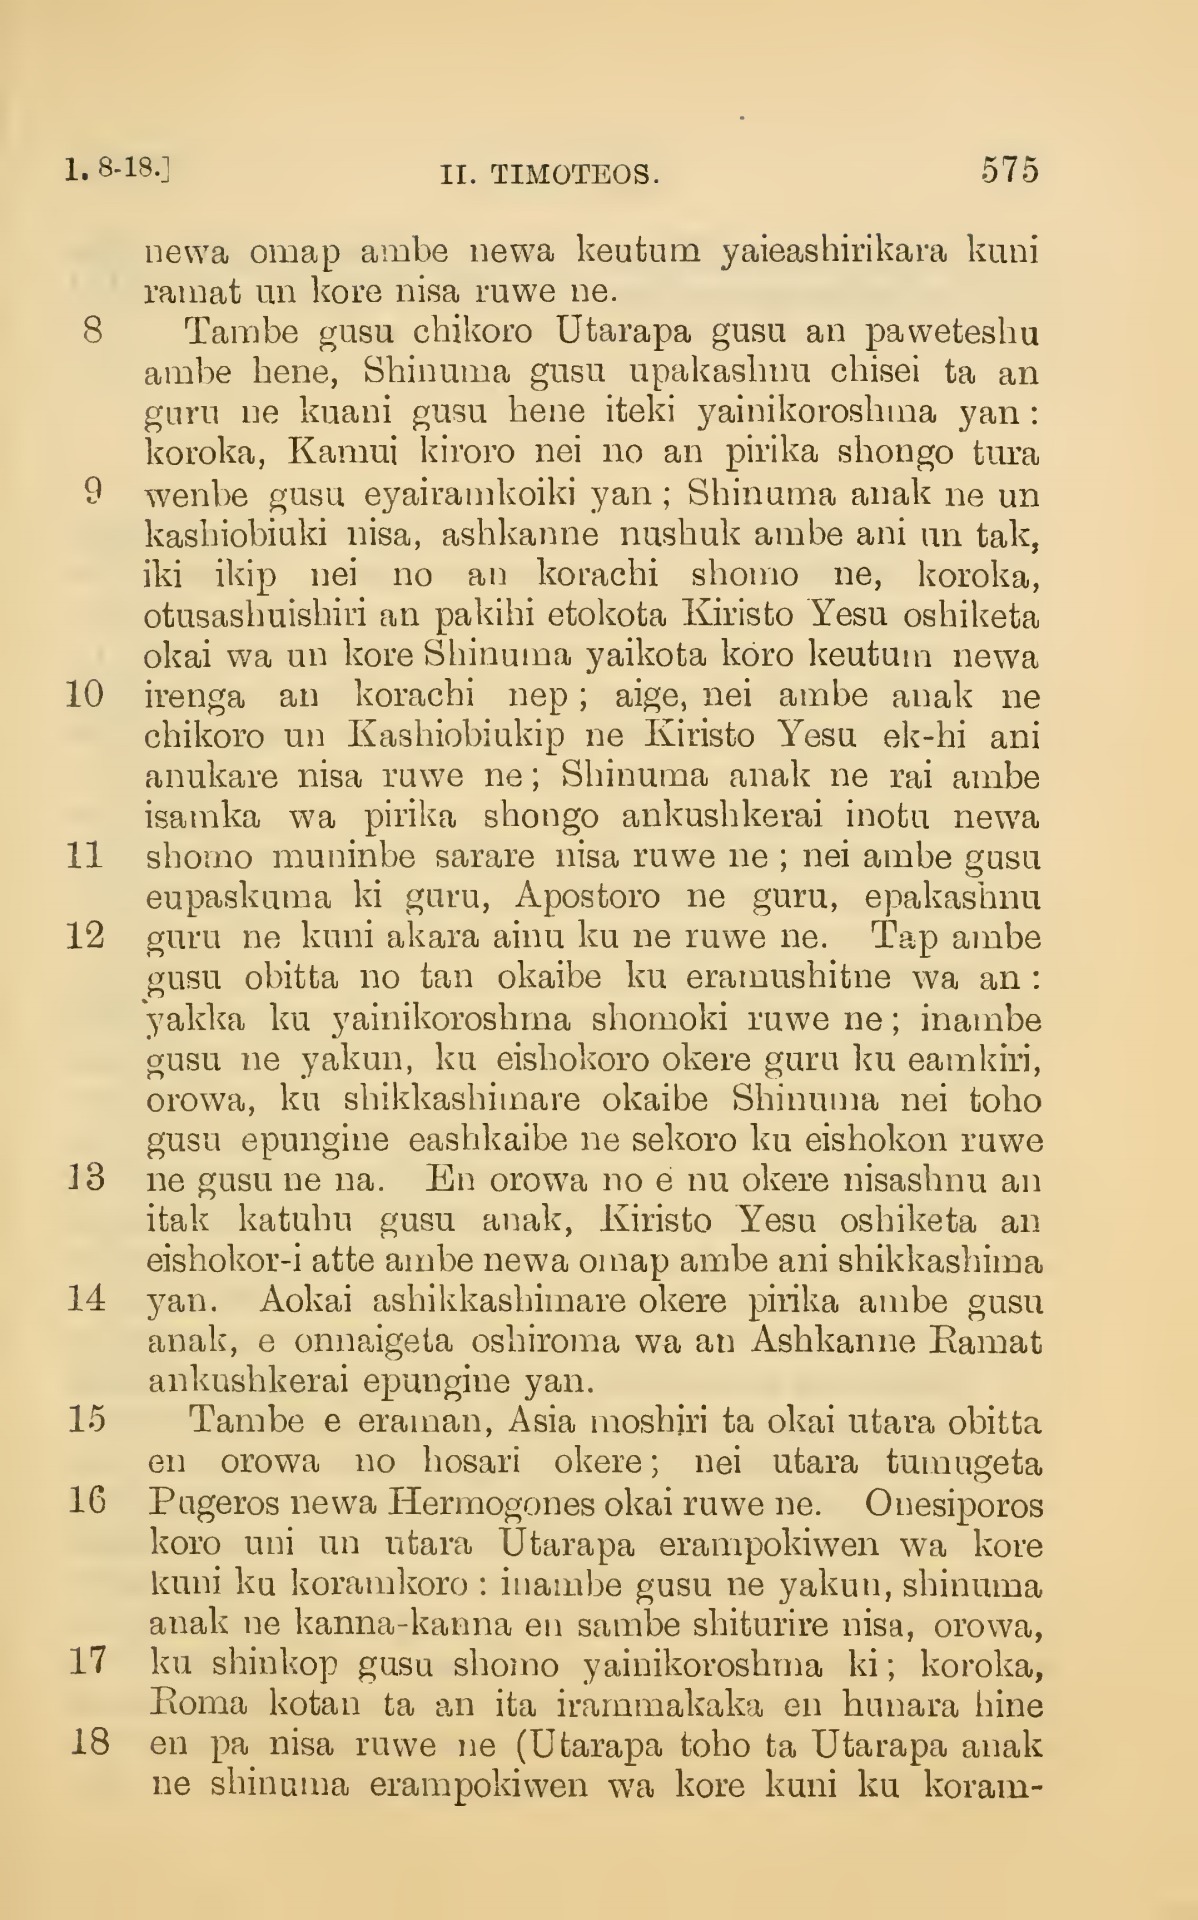 1. 8-18.] II. TIMOTEOS. 575
newa omap ambe newa keutum yaieashirikara kuni
ramat un kore nisa ruwe ne.
8 Tambe gusu chikoro Utarapa gusu an paweteshu
ambe hene, Shinuma gusu upakashnu chisei ta an
guru ne kuani gusu hene iteki yainikoroshma yan :
koroka, Kamui kiroro nei no an pirika shongo tura
9 wenbe gusu eyairamkoiki yan ; Shinuma anak ne un
kashiobiuki nisa, ashkanne nushuk ambe ani un tak,
iki ikip nei no an korachi shomo ne, koroka,
otusashuishiri an pakihi etokota Kiristo Yesu oshiketa
okai wa un kore Shinuma yaikota koro keutum newa
10 irenga an korachi nep ; aige, nei ambe anak ne
chikoro un Kashiobiukip ne Kiristo Yesu ek-hi ani
anukare nisa ruwe ne ; Shinuma anak ne rai ambe
isamka wa pirika shongo ankushkerai inotu newa
11 shomo muninbe sarare nisa ruwe ne ; nei ambe gusu
eupaskuma ki guru, Apostoro ne guru, epakashnu
12 guru ne kuni akara ainu ku ne ruwe ne. Tap ambe
gusu obitta no tan okaibe ku eramushitne wa an :
yakka ku yainikoroshma shomoki ruwe ne ; inambe
gusu ne yakun, ku eishokoro okere guru ku eamkiri,
orowa, ku shikkashimare okaibe Shinuma nei toho
gusu epungine eashkaibe ne sekoro ku eishokon ruwe
13 ne gusu ne na. En orowa no e nu okere nisashnu an
itak katuhu gusu anak, Kiristo Yesu oshiketa an
eishokor-i atte ambe newa omap ambe ani shikkashima
14 yan. Aokai ashikkashimare okere pirika ambe gusu
anak, e onnaigeta oshiroma wa an Ashkanne Ramat
ankushkerai epungine yan.
15 Tambe e eraman, Asia moshiri ta okai utara obitta
en orowa no hosari okere ; nei utara tumugeta
16 Pugeros newa Hermogones okai ruwe ne. Onesiporos
koro uni un utara Utarapa erampokiwen wa kore
kuni ku koramkoro : inambe gusu ne yakun, shinuma
anak ne kanna-kanna en sambe shiturire nisa, orowa,
17 ku shinkop gusu shomo yainikoroshma ki ; koroka,
Roma kotan ta an ita irammakaka en hunara hine
18 en pa nisa ruwe ne (Utarapa toho ta Utarapa anak
ne shinuma erampokiwen wa kore kuni ku koram-